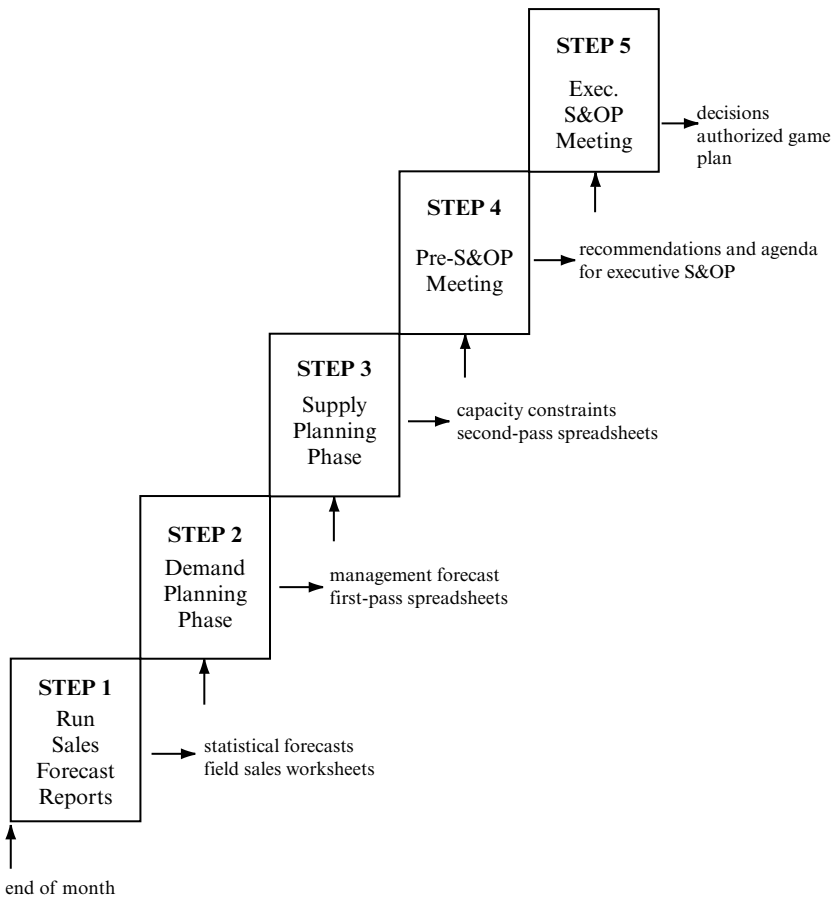 STEP 5
Exec.
S&OP
Meeting
decisions
authorized game
plan
STEP 4
Pre-S&OP
Meeting
recommendations and agenda
for executive S&OP
STEP 3
Supply
Planning
Phase
capacity constraints
second-pass spreadsheets
STEP 2
Demand
Planning
Phase
management forecast
first-pass spreadsheets
STEP 1
Run
Sales
Forecast
Reports
statistical forecasts
field sales worksheets
end of month